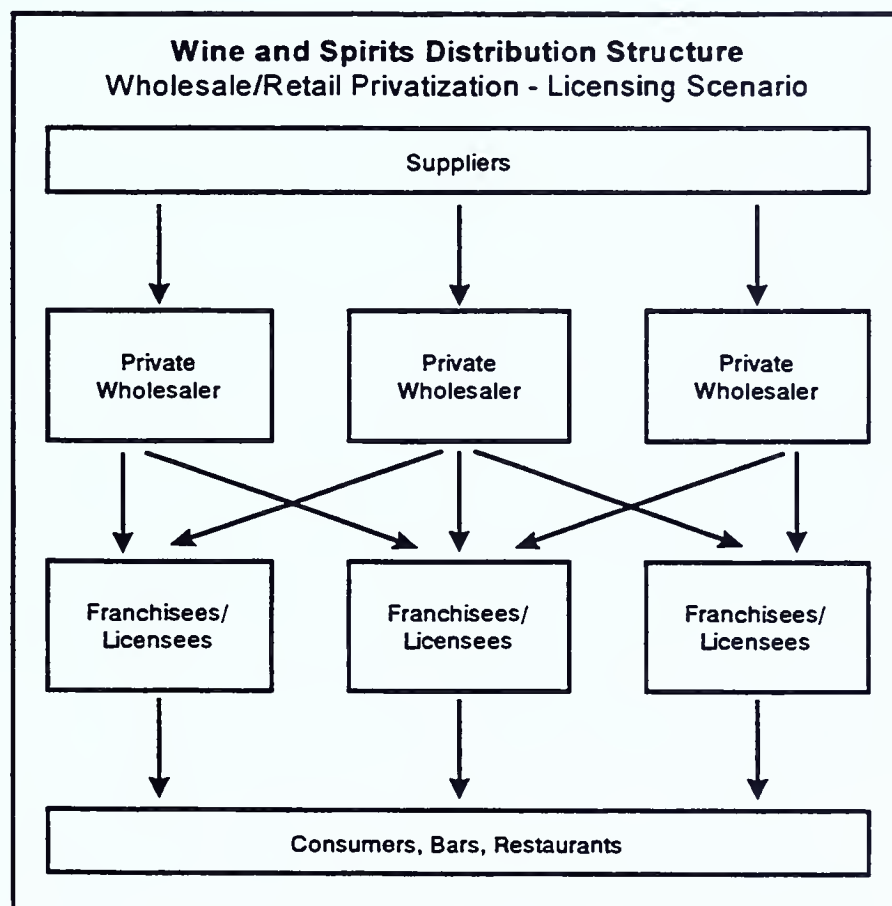 Wine and Spirits Distribution Structure
Wholesale/Retail Privatization - Licensing Scenario
Suppliers
Private
Wholesaler
Private
Wholesaler
Private
Wholesaler
Franchisees/
Licensees
Franchisees/
Licensees
Franchisees/
Licensees
Consumers, Bars, Restaurants